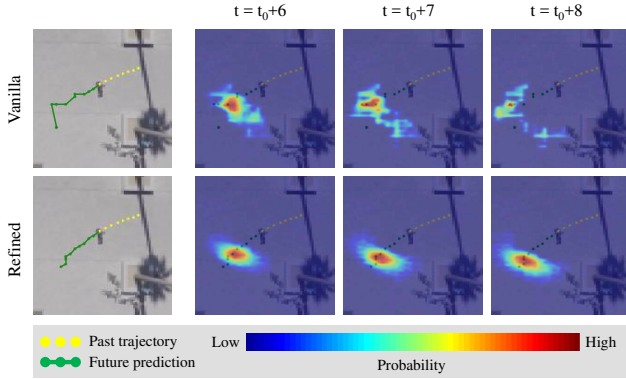 t = t₀+6
t = t₀+7
t = t₀+8
Vanilla
Refined
Past trajectory
Future prediction
Low
High
Probability